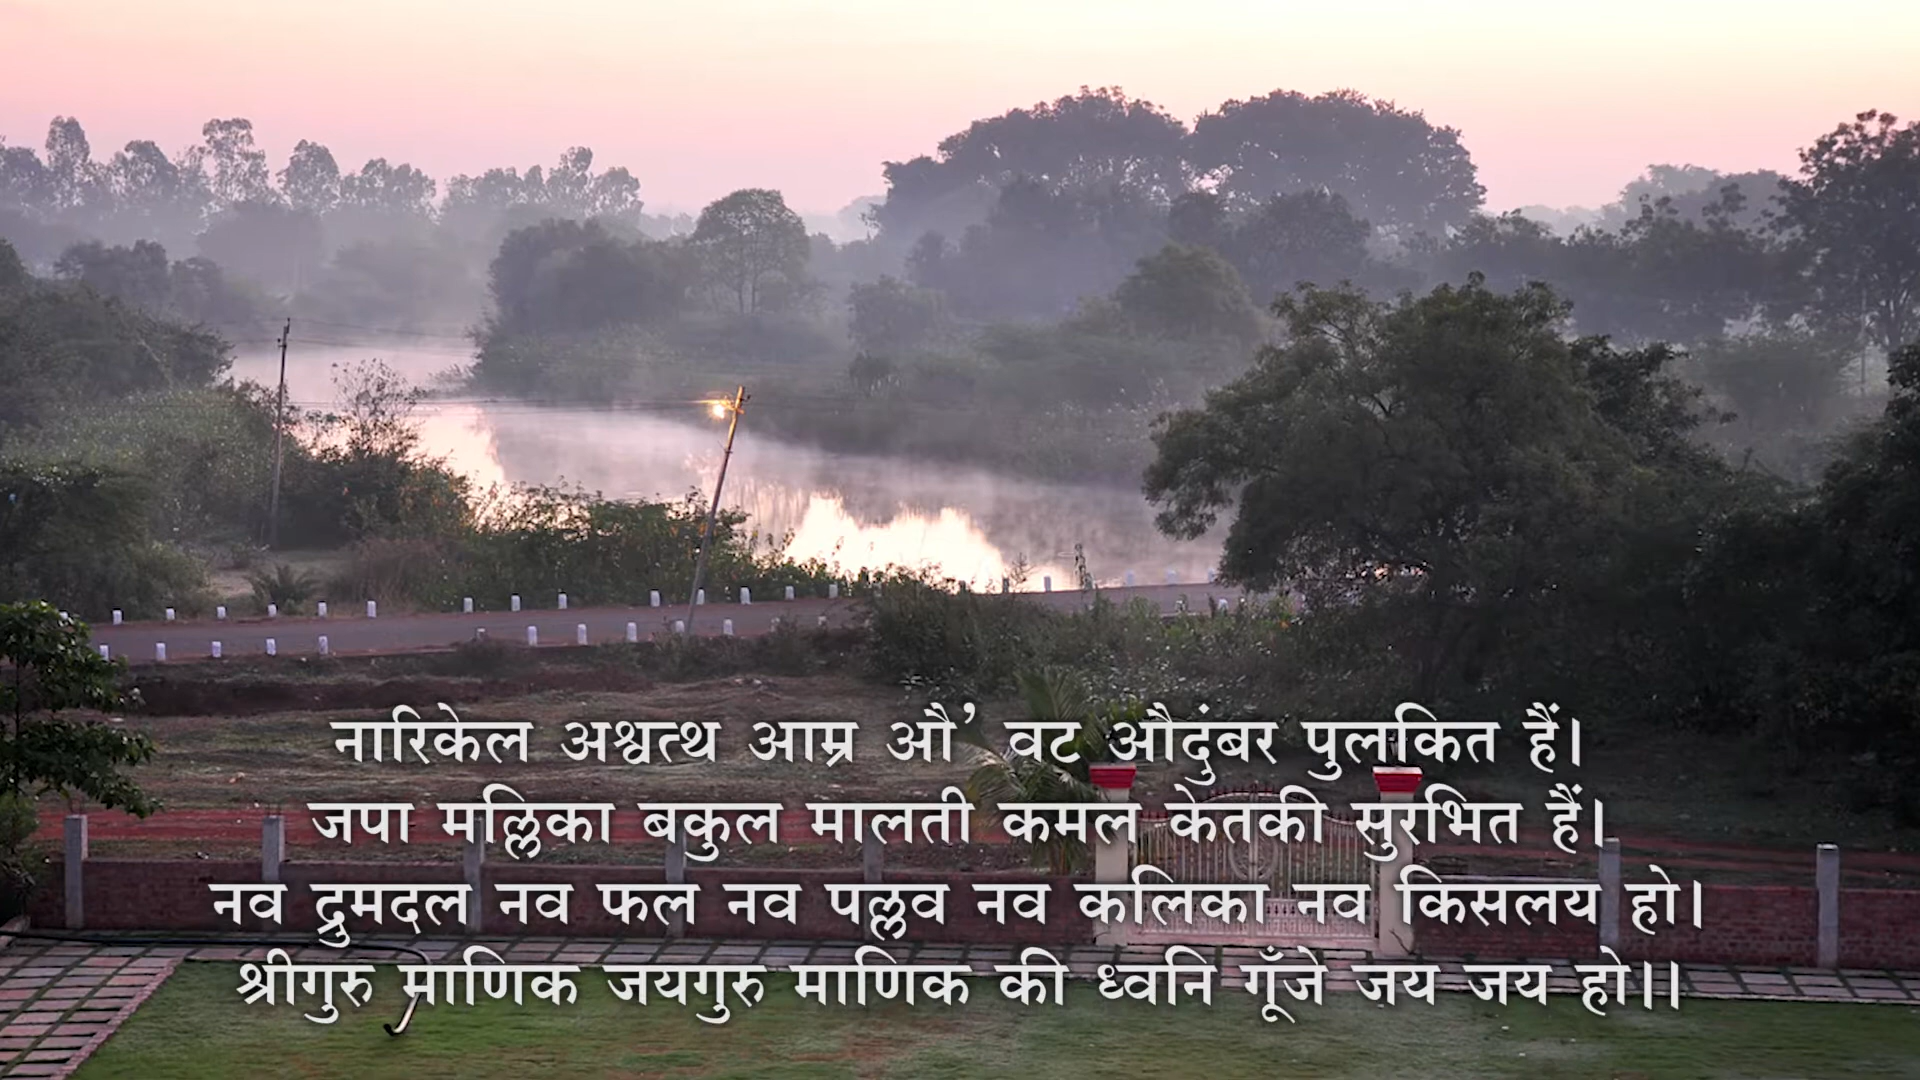 नारिकेल अश्वत्थ आम्र औ’ वट औदुंबर पुलकित हैं।
जपा मल्लिका बकुल मालती कमल केतकी सुरभित हैं।
नव द्रुमदल नव फल नव पल्लव नव कलिका नव किसलय हो।
श्रीगुरु माणिक जयगुरु माणिक की ध्वनि गूँजे जय जय हो।।